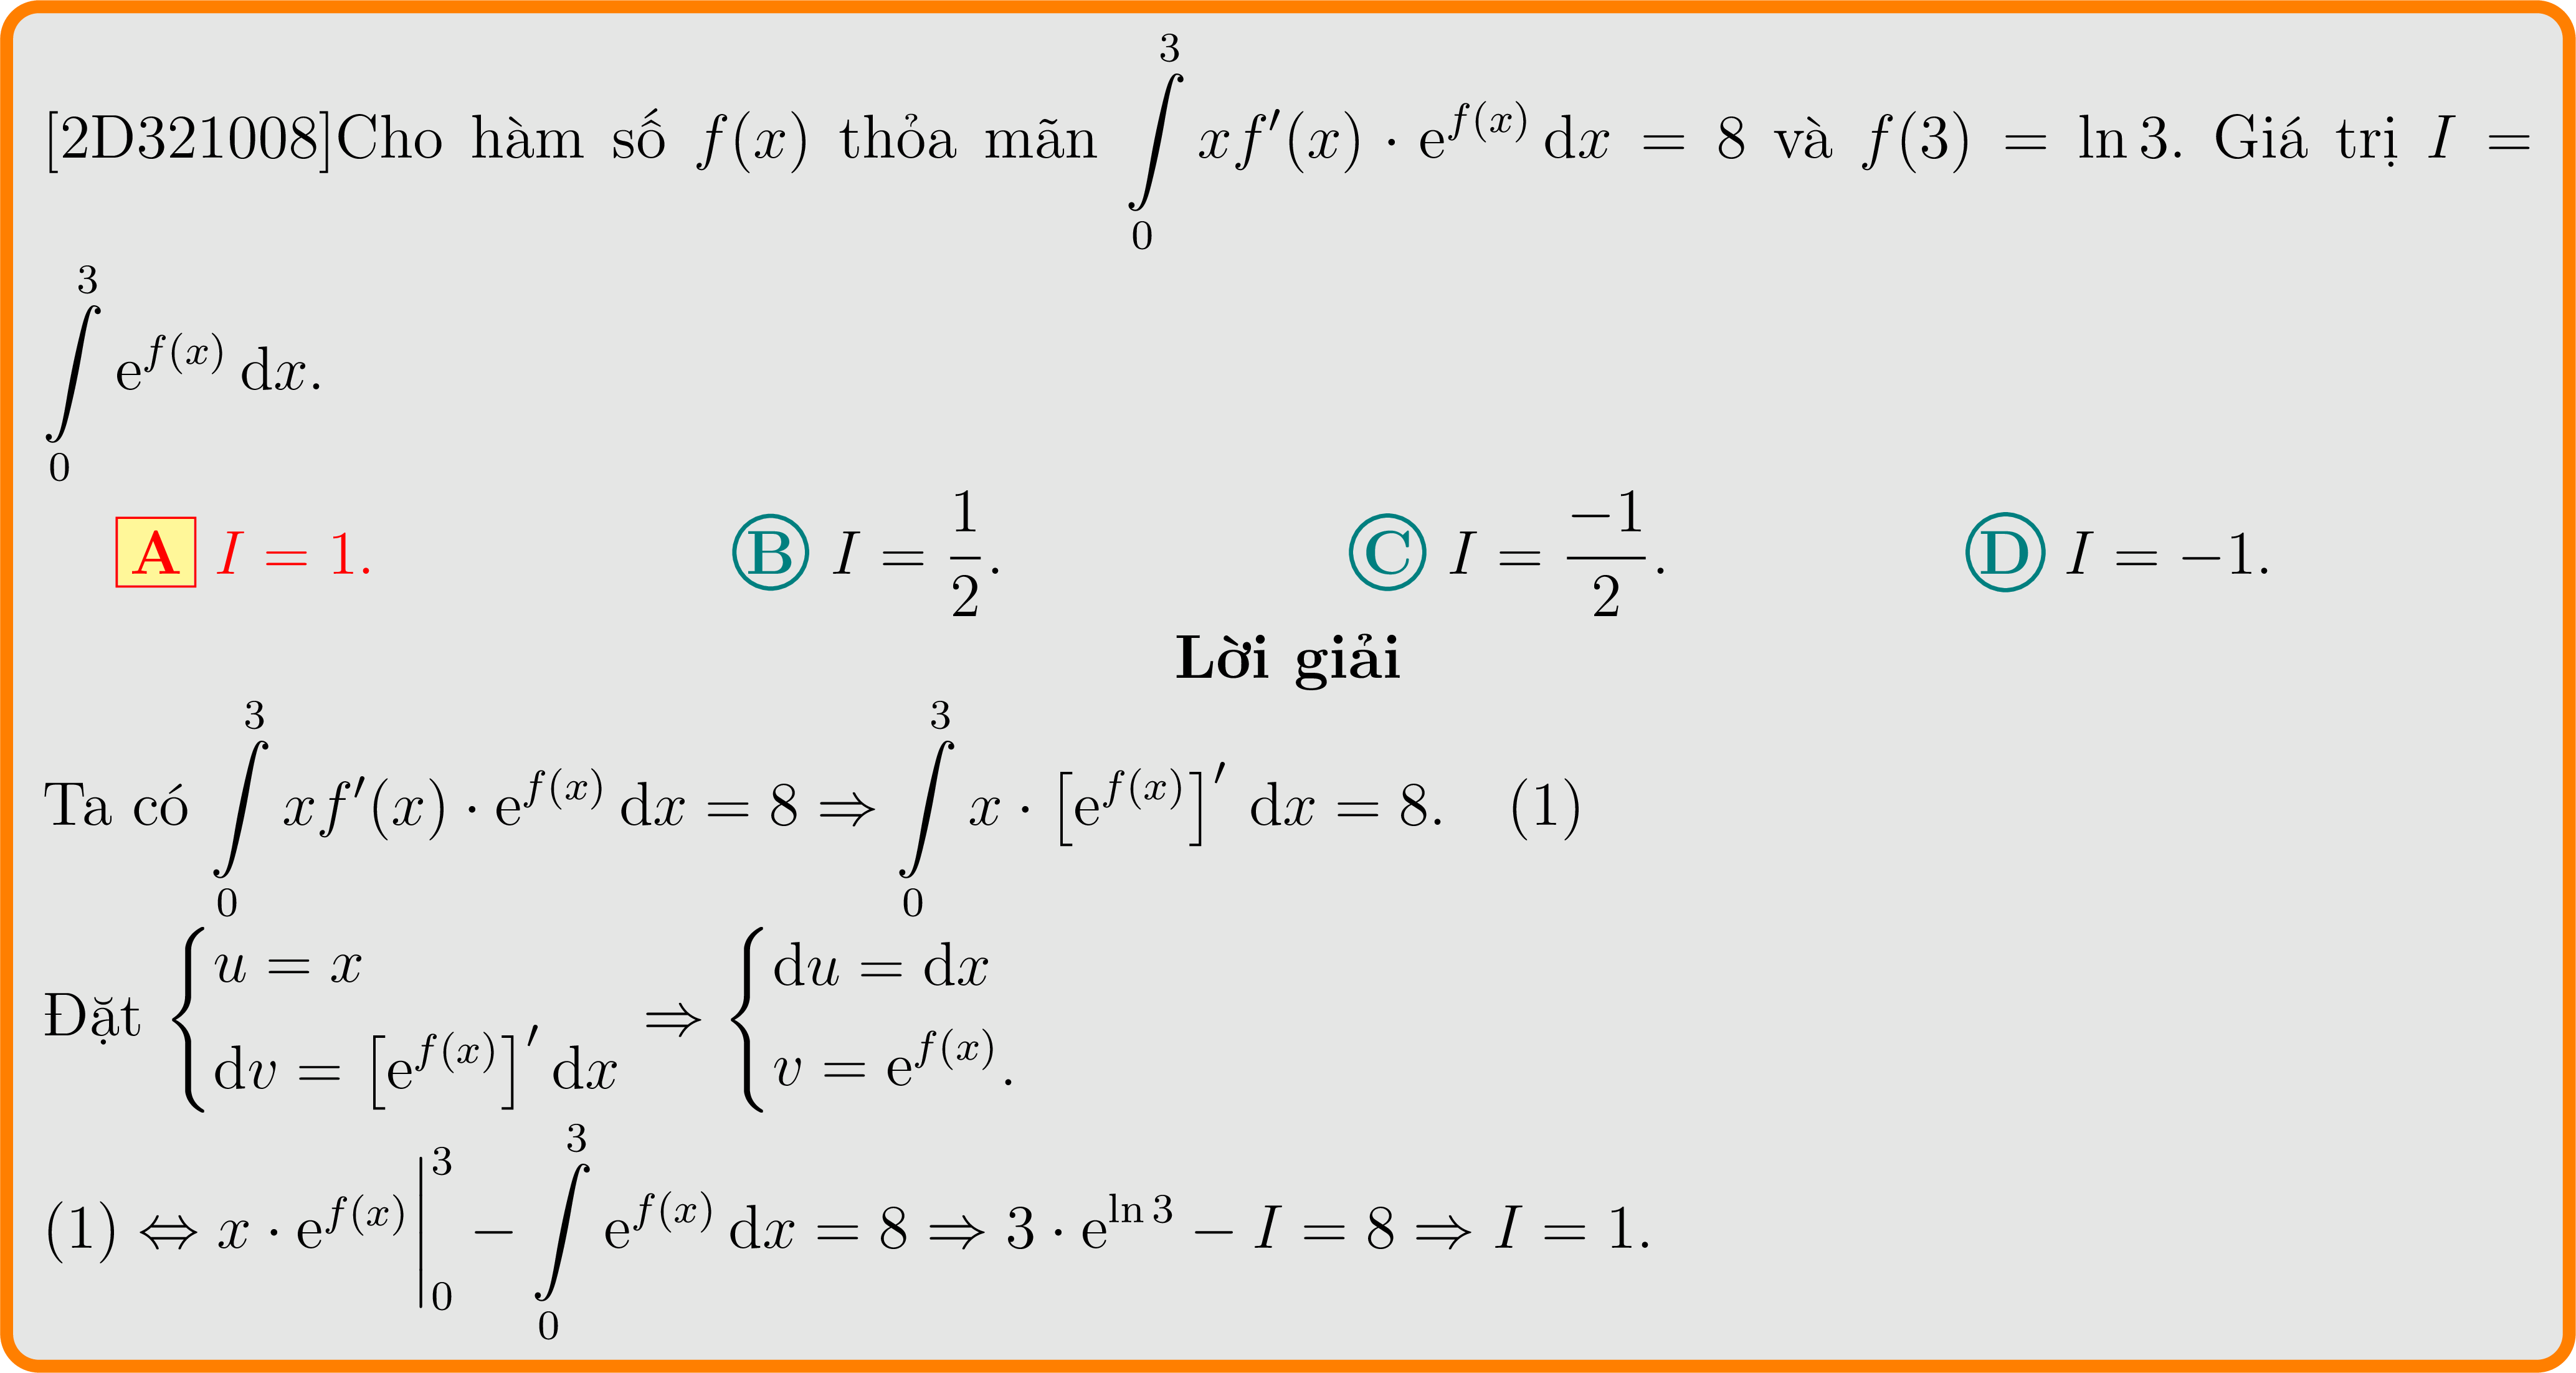 [2D321008]Cho hàm số $f(x)$ thỏa mãn $\int\limits_0^3 xf'(x) \cdot \mathrm{e}^{f(x)} \,\mathrm{d}x = 8$ và $f(3) = \ln 3$. Giá trị $I =$
$\int\limits_0^3 \mathrm{e}^{f(x)} \,\mathrm{d}x$.
A $I = 1$. B $I = \dfrac{1}{2}$. C $I = \dfrac{-1}{2}$. D $I = -1$.
Lời giải
Ta có $\int\limits_0^3 xf'(x) \cdot \mathrm{e}^{f(x)} \,\mathrm{d}x = 8 \Rightarrow \int\limits_0^3 x \cdot \left[\mathrm{e}^{f(x)}\right]' \,\mathrm{d}x = 8. \quad (1)$
Đặt $\begin{cases} u = x \\ \mathrm{d}v = \left[\mathrm{e}^{f(x)}\right]' \mathrm{d}x \end{cases} \Rightarrow \begin{cases} \mathrm{d}u = \mathrm{d}x \\ v = \mathrm{e}^{f(x)}. \end{cases}$
$(1) \Leftrightarrow x \cdot \mathrm{e}^{f(x)} \Big|_0^3 - \int\limits_0^3 \mathrm{e}^{f(x)} \,\mathrm{d}x = 8 \Rightarrow 3 \cdot \mathrm{e}^{\ln 3} - I = 8 \Rightarrow I = 1.$